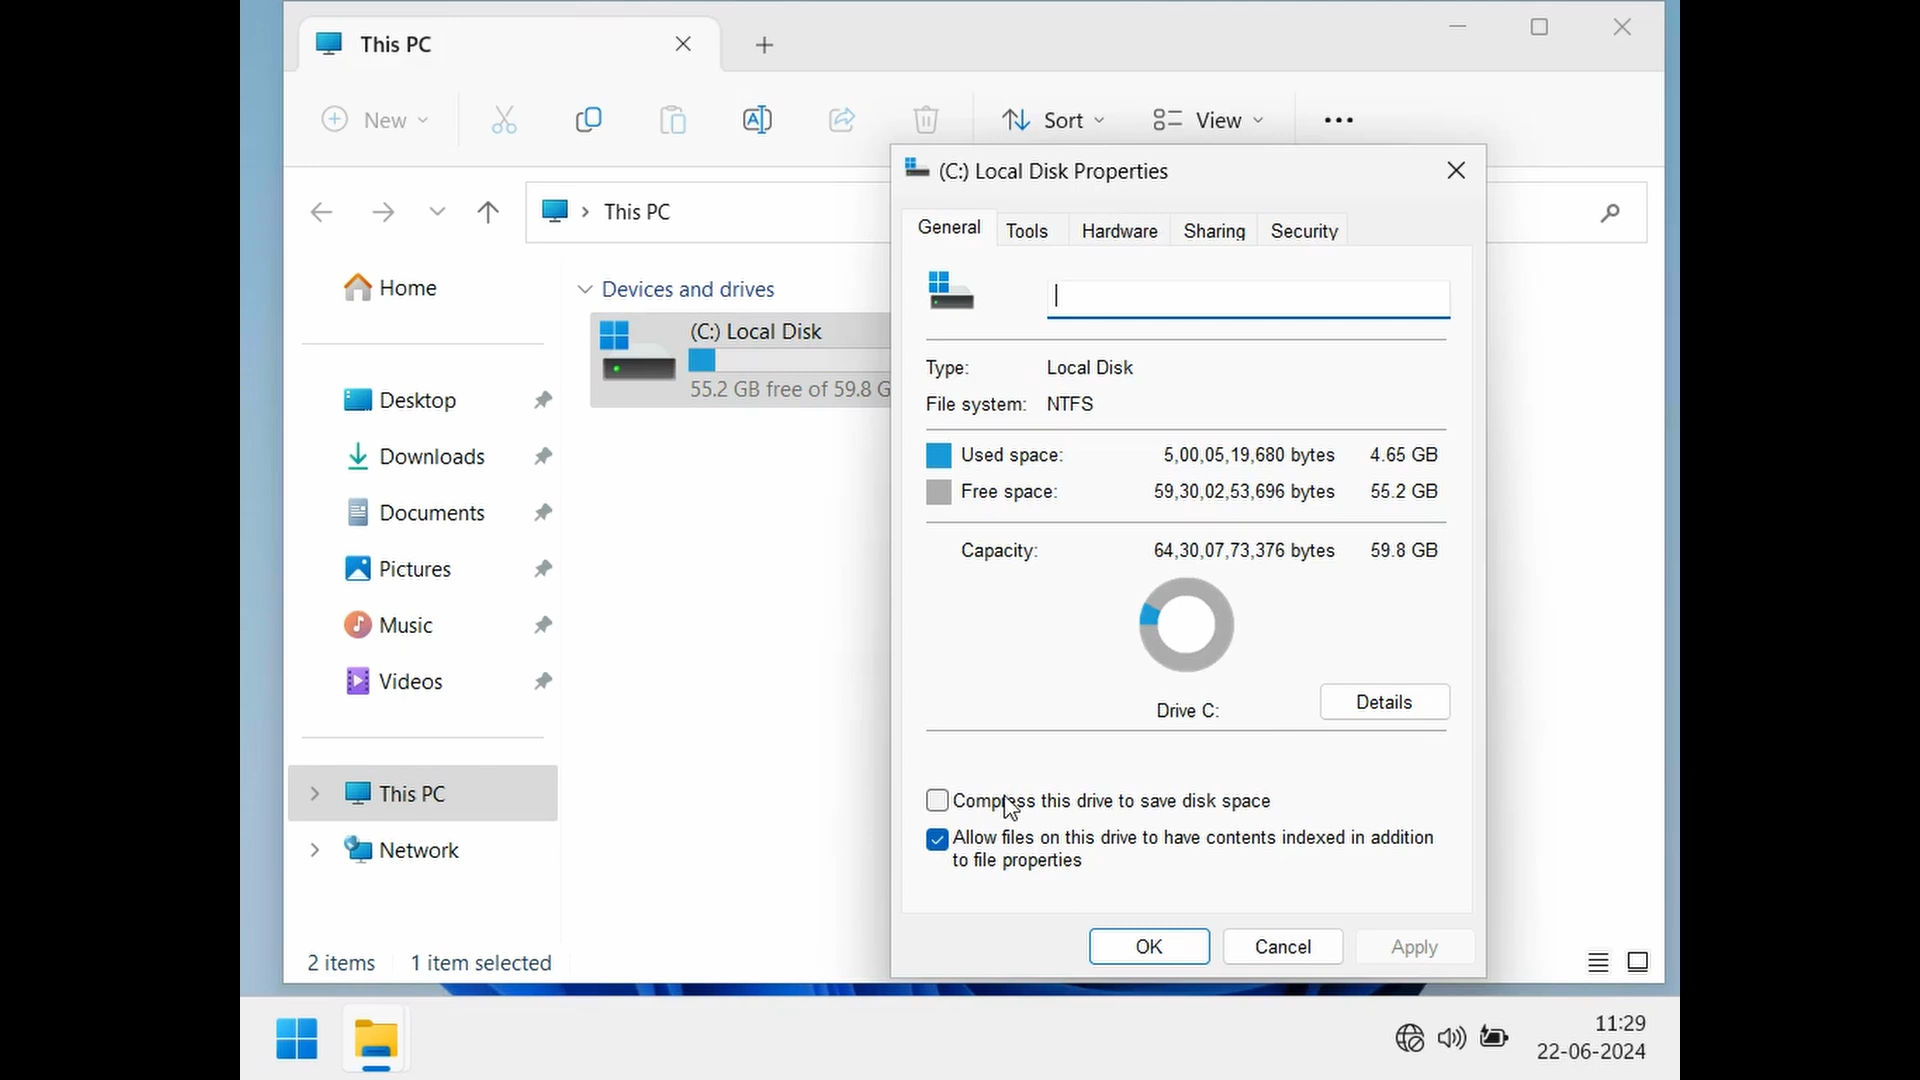 This PC
New
Sort
View
(C:) Local Disk Properties
This PC
General Tools Hardware Sharing Security
Home
Devices and drives
(C:) Local Disk
55.2 GB free of 59.8 G
Type: Local Disk
File system: NTFS
Desktop
Downloads
Used space: 5,00,05,19,680 bytes 4.65 GB
Free space: 59,30,02,53,696 bytes 55.2 GB
Documents
Capacity: 64,30,07,73,376 bytes 59.8 GB
Pictures
Music
Videos
Drive C:
Details
This PC
Compress this drive to save disk space
Allow files on this drive to have contents indexed in addition
to file properties
Network
OK Cancel Apply
2 items 1 item selected
11:29
22-06-2024